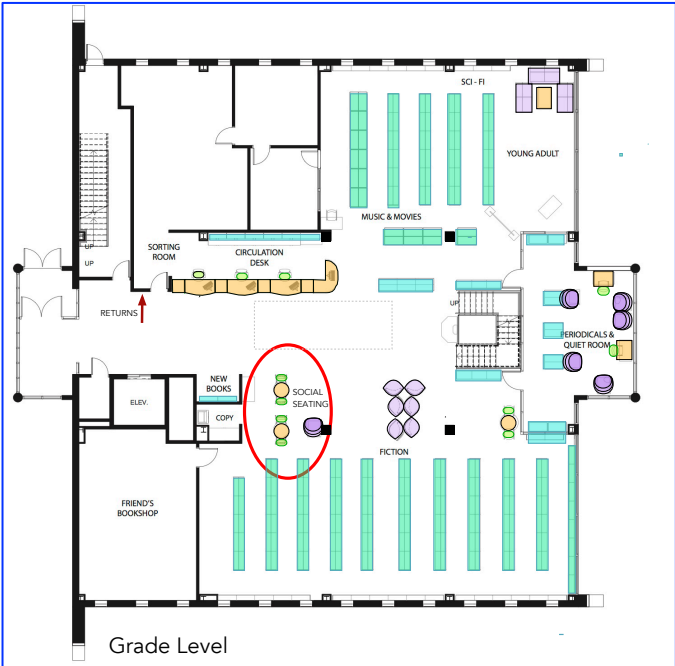 SCI - FI
YOUNG ADULT
MUSIC & MOVIES
UP
UP
SORTING
ROOM
CIRCULATION
DESK
RETURNS
UP
PERIODICALS &
QUIET ROOM
NEW
BOOKS
SOCIAL
SEATING
ELEV.
COPY
FICTION
FRIEND'S
BOOKSHOP
Grade Level